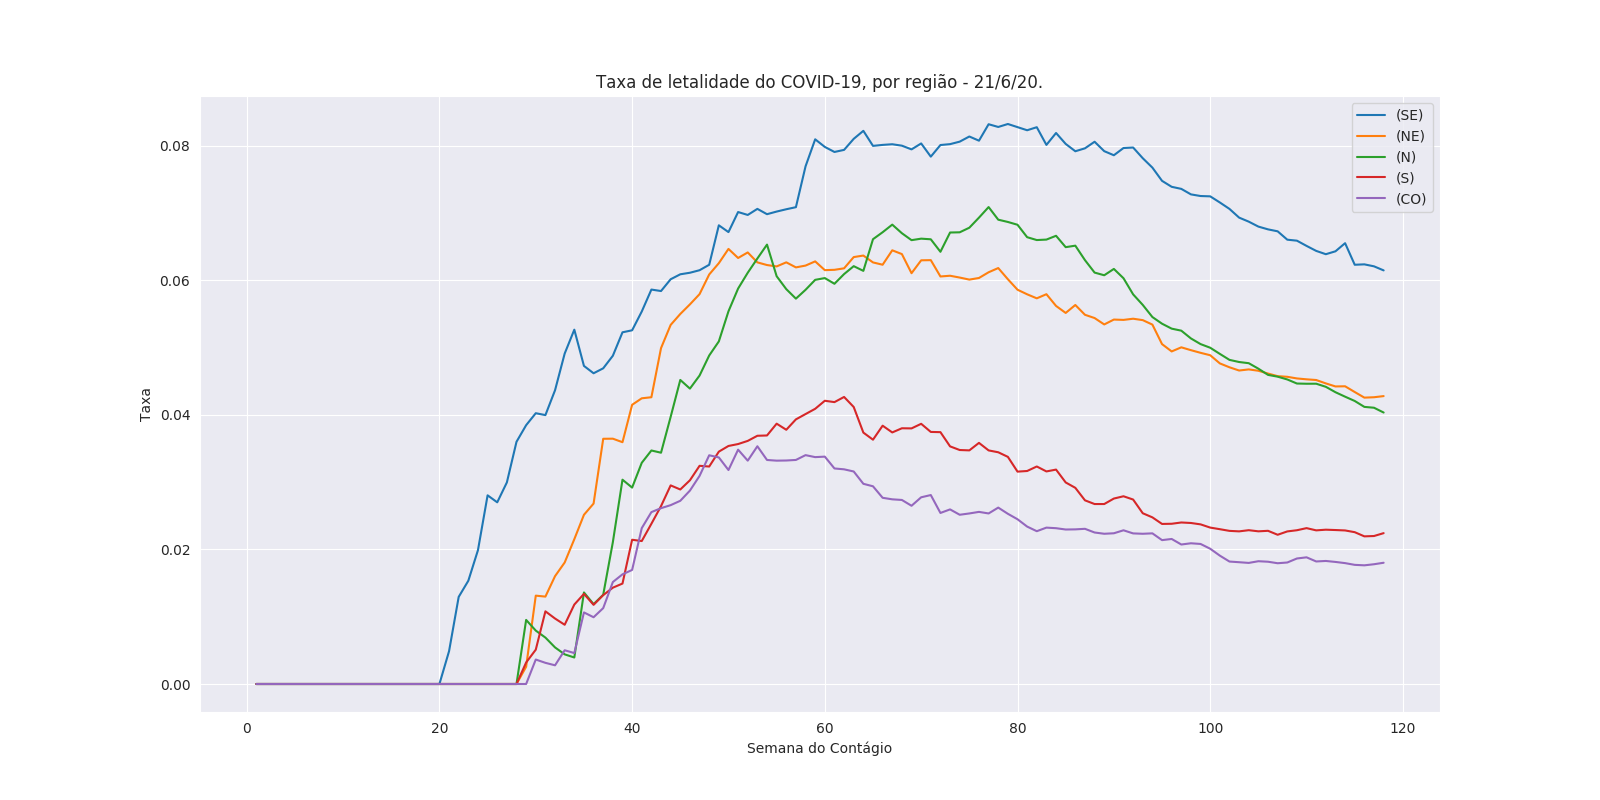 Taxa de letalidade do COVID-19, por região - 21/6/20.
(SE)
(NE)
(N)
(S)
(CO)
Taxa
0.08
0.06
0.04
0.02
0.00
0 20 40 60 80 100 120
Semana do Contágio